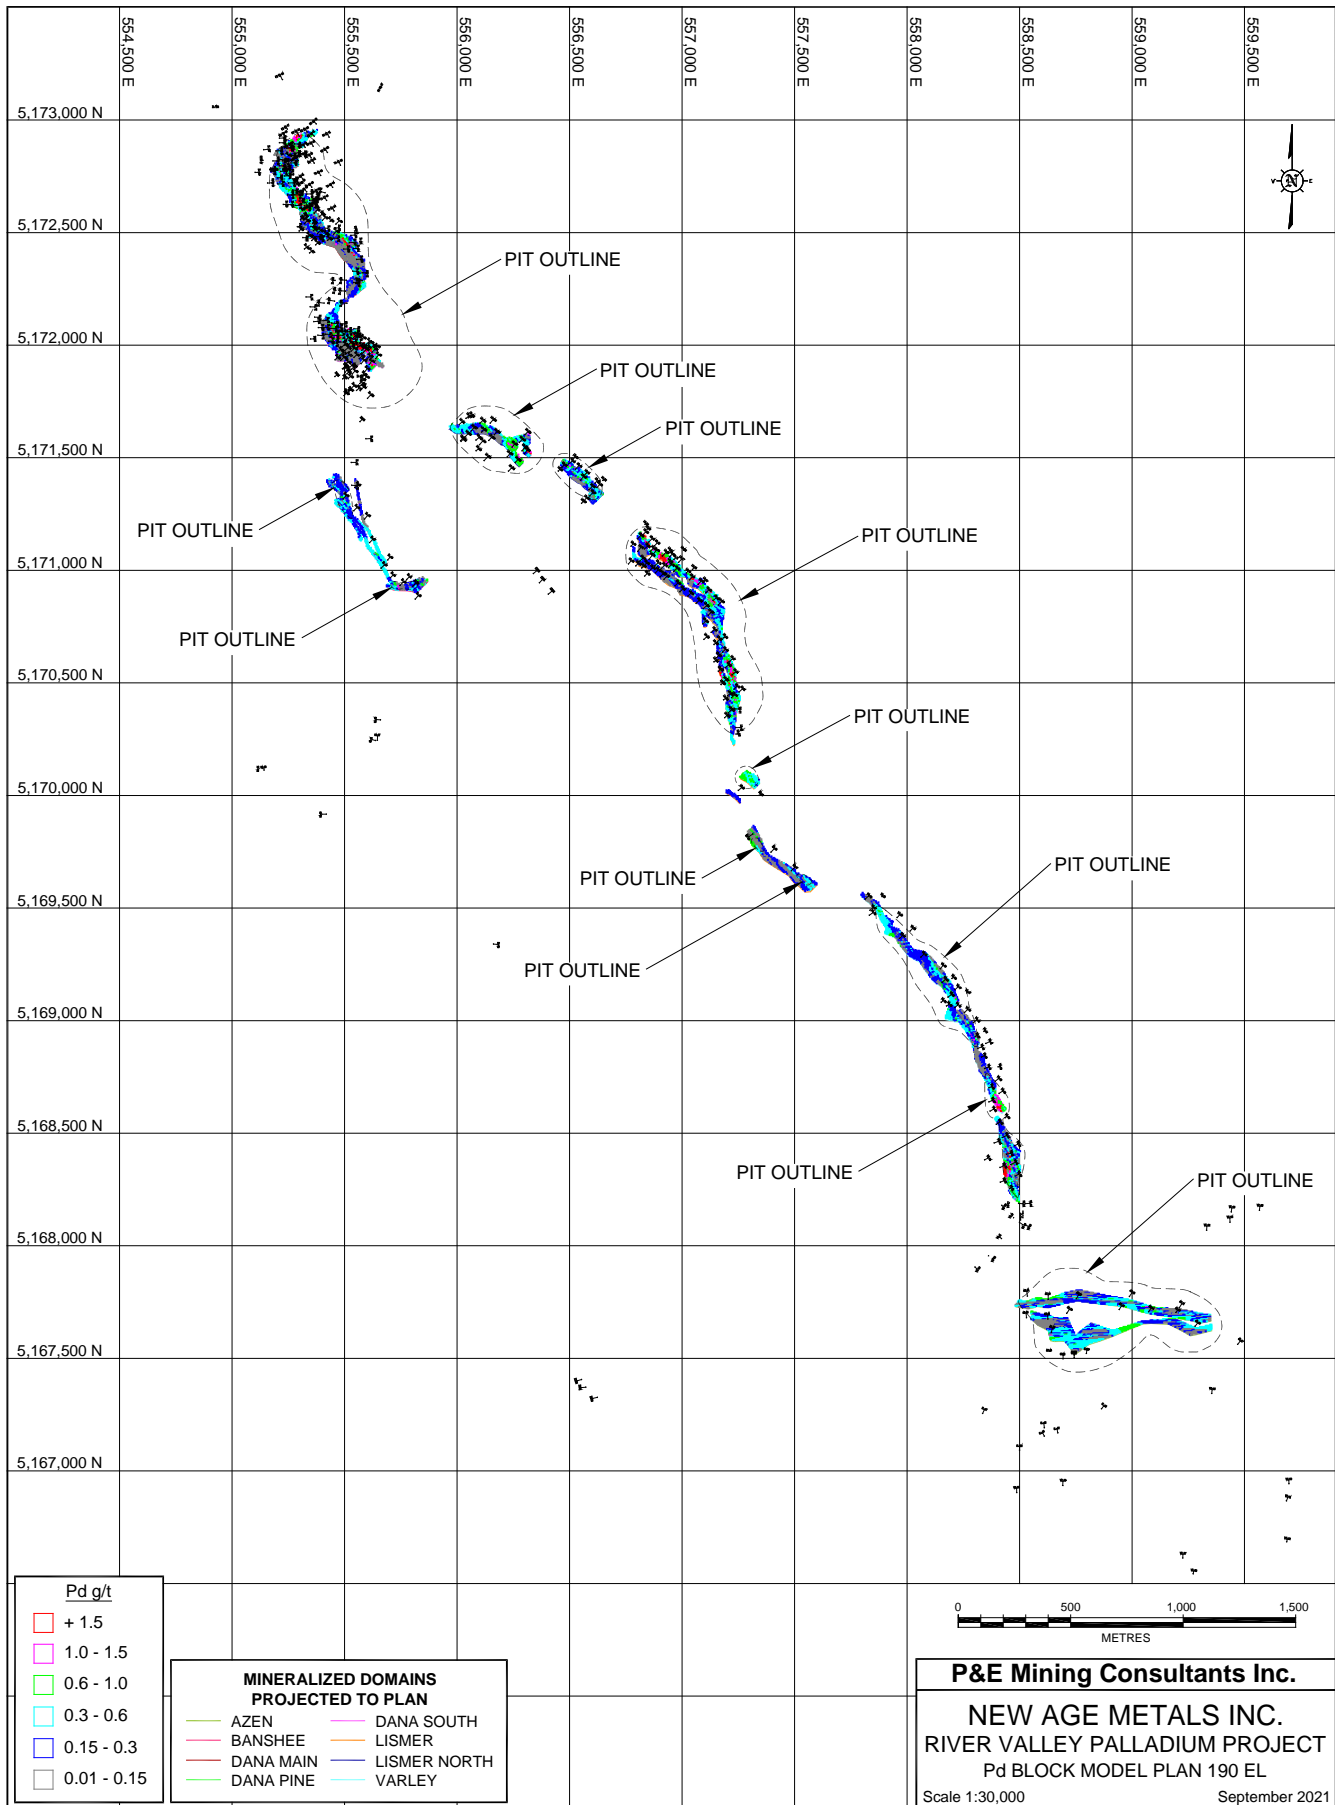 554,500 E
555,000 E
555,500 E
556,000 E
556,500 E
557,000 E
557,500 E
558,000 E
558,500 E
559,000 E
559,500 E
5,173,000 N
N
5,172,500 N
PIT OUTLINE
5,172,000 N
PIT OUTLINE
PIT OUTLINE
5,171,500 N
PIT OUTLINE
PIT OUTLINE
5,171,000 N
PIT OUTLINE
5,170,500 N
PIT OUTLINE
5,170,000 N
PIT OUTLINE
PIT OUTLINE
5,169,500 N
PIT OUTLINE
5,169,000 N
5,168,500 N
PIT OUTLINE
PIT OUTLINE
5,168,000 N
5,167,500 N
5,167,000 N
Pd g/t
+ 1.5
1.0 - 1.5
0.6 - 1.0
0.3 - 0.6
0.15 - 0.3
0.01 - 0.15
MINERALIZED DOMAINS
PROJECTED TO PLAN
AZEN
BANSHEE
DANA MAIN
DANA PINE
DANA SOUTH
LISMER
LISMER NORTH
VARLEY
0 500 1,000 1,500
METRES
P&E Mining Consultants Inc.
NEW AGE METALS INC.
RIVER VALLEY PALLADIUM PROJECT
Pd BLOCK MODEL PLAN 190 EL
Scale 1:30,000 September 2021